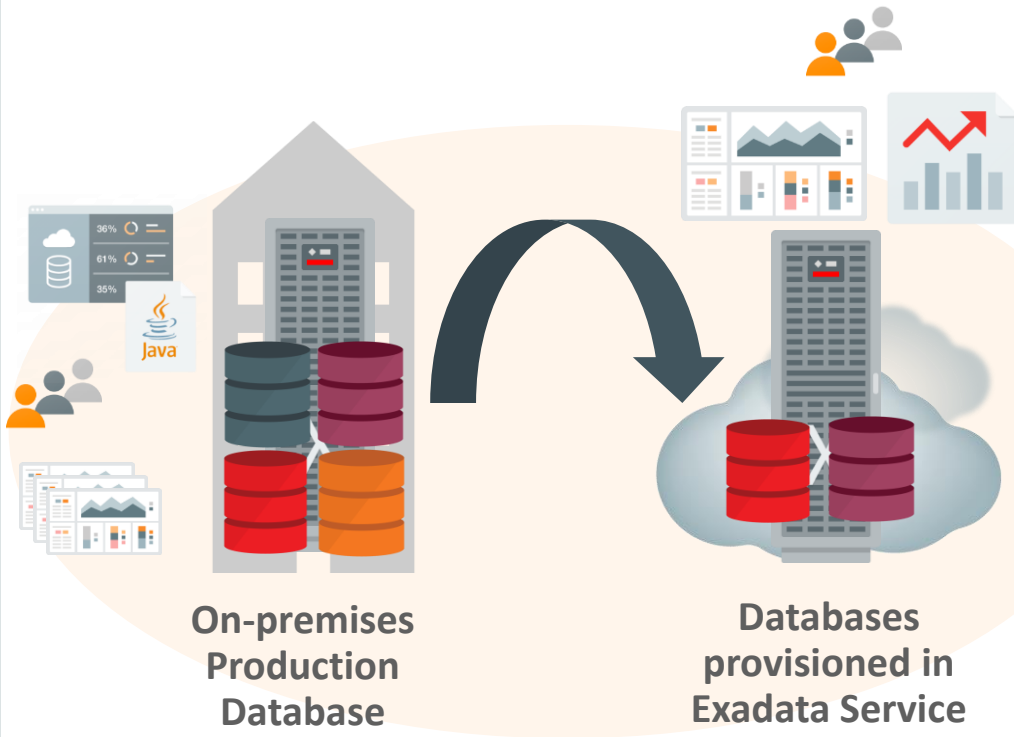 36%
61%
35%
Java
On-premises
Production
Database
Databases
provisioned in
Exadata Service